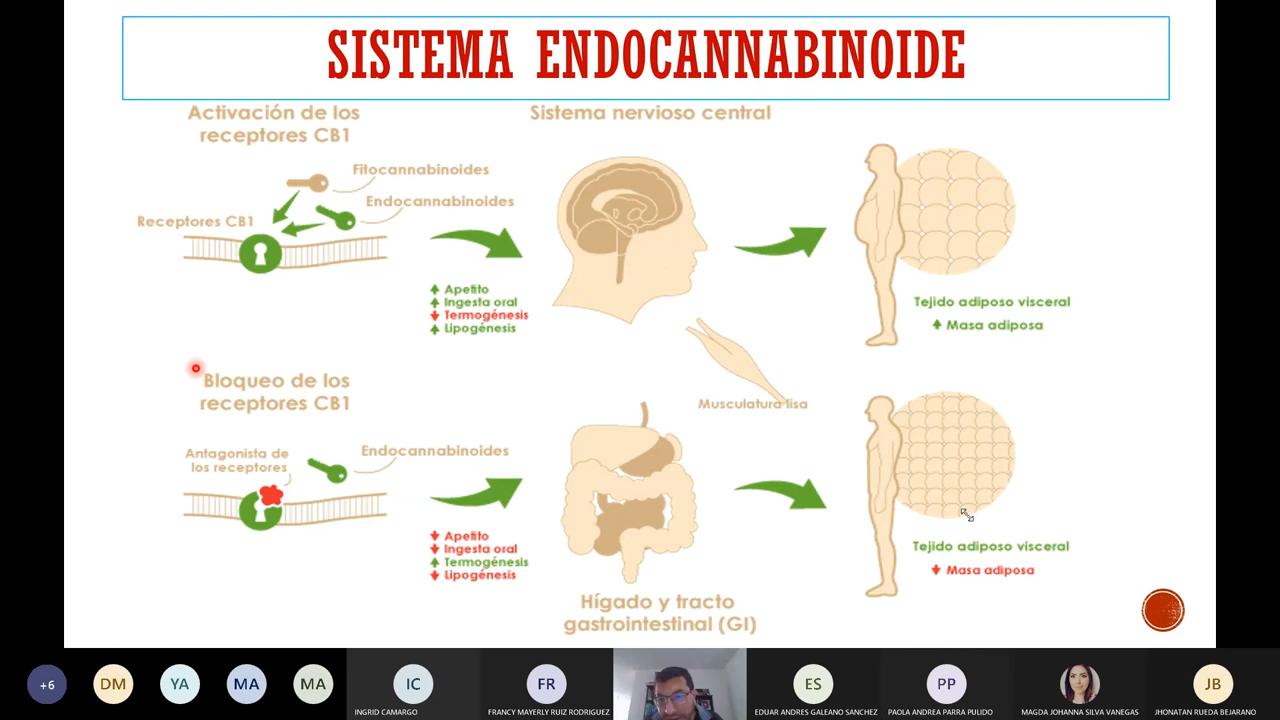 SISTEMA ENDOCANNABINOIDE
Activación de los
receptores CB1
Sistema nervioso central
Fitocannabinoides
Endocannabinoides
Receptores CB1
Apetito
Ingesta oral
Termogénesis
Lipogénesis
Tejido adiposo visceral
Masa adiposa
Bloqueo de los
receptores CB1
Musculatura lisa
Antagonista de
los receptores
Endocannabinoides
Apetito
Ingesta oral
Termogénesis
Lipogénesis
Tejido adiposo visceral
Masa adiposa
Hígado y tracto
gastrointestinal (GI)
+6
DM
YA
MA
MA
IC
FR
ES
PP
JB
INGRID CAMARGO
FRANCY MAYERLY RUIZ RODRIGUEZ
EDUAR ANDRES GALEANO SANCHEZ
PAOLA ANDREA PARRA PULIDO
MAGDA JOHANNA SILVA VANEGAS
JHONATAN RUEDA BEJARANO